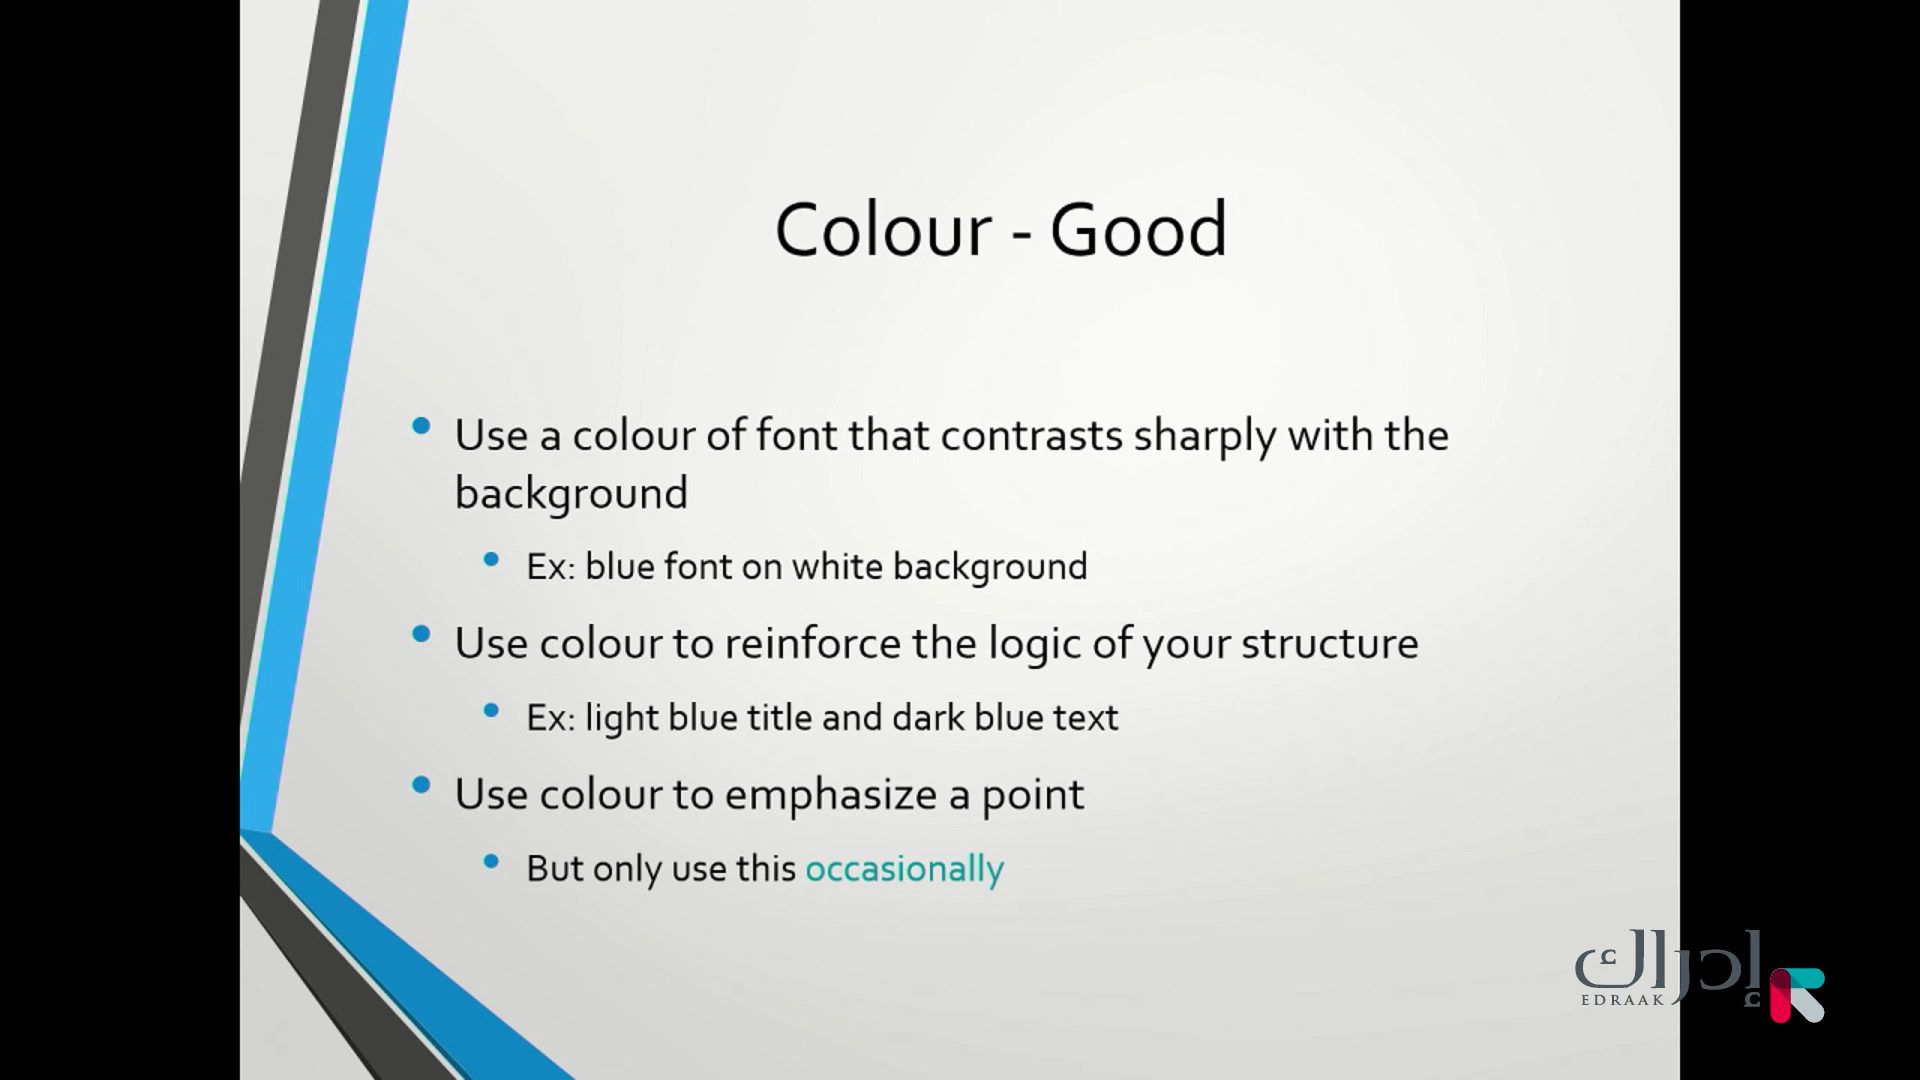 Colour - Good
Use a colour of font that contrasts sharply with the
background
Ex: blue font on white background
Use colour to reinforce the logic of your structure
Ex: light blue title and dark blue text
Use colour to emphasize a point
But only use this occasionally
إدراك
EDRAAK